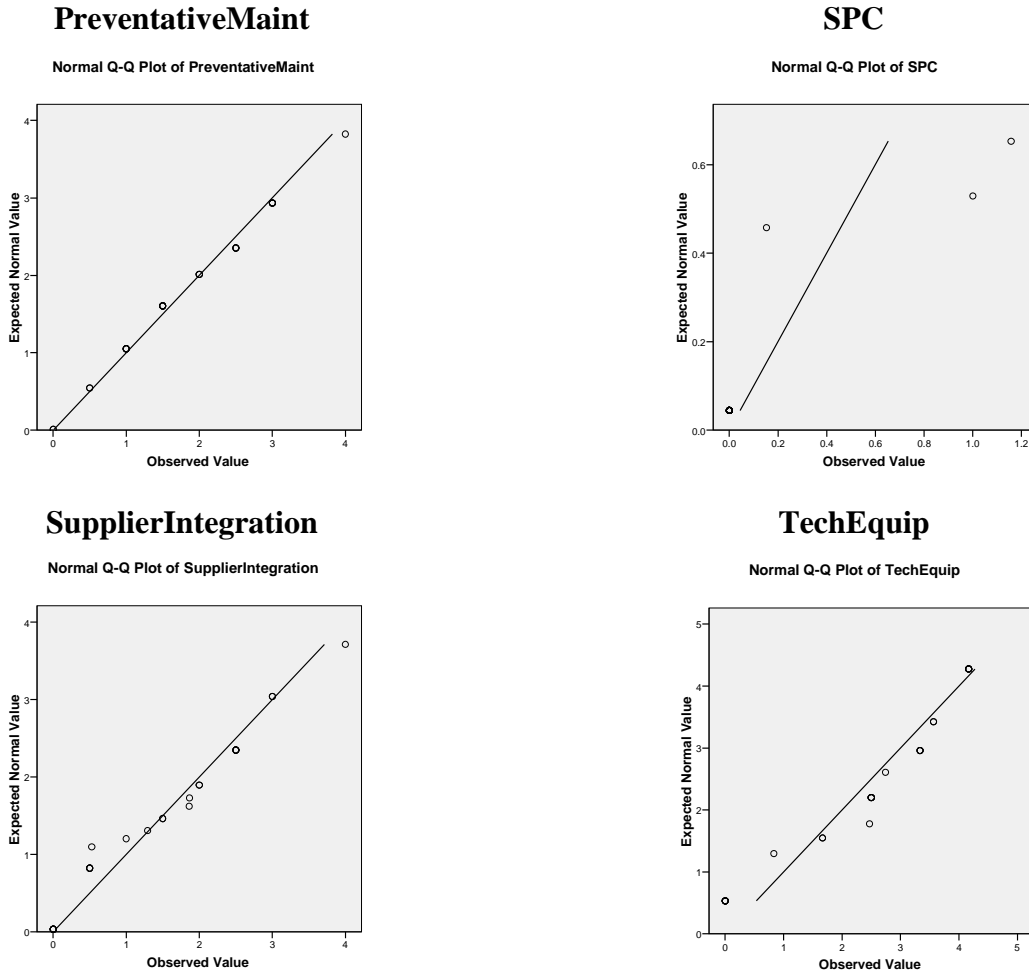 PreventativeMaint
Normal Q-Q Plot of PreventativeMaint
Expected Normal Value
4
3
2
1
0
0 1 2 3 4
Observed Value
SPC
Normal Q-Q Plot of SPC
Expected Normal Value
0.6
0.4
0.2
0.0
0.0 0.2 0.4 0.6 0.8 1.0 1.2
Observed Value
SupplierIntegration
Normal Q-Q Plot of SupplierIntegration
Expected Normal Value
4
3
2
1
0
0 1 2 3 4
Observed Value
TechEquip
Normal Q-Q Plot of TechEquip
Expected Normal Value
5
4
3
2
1
0
0 1 2 3 4 5
Observed Value